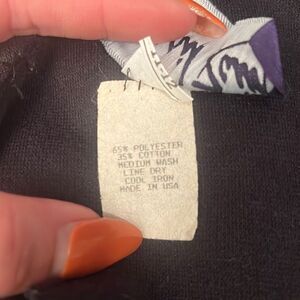 65% POLYESTER
35% COTTON
MEDIUM WASH
LINE DRY
COOL IRON
MADE IN USA